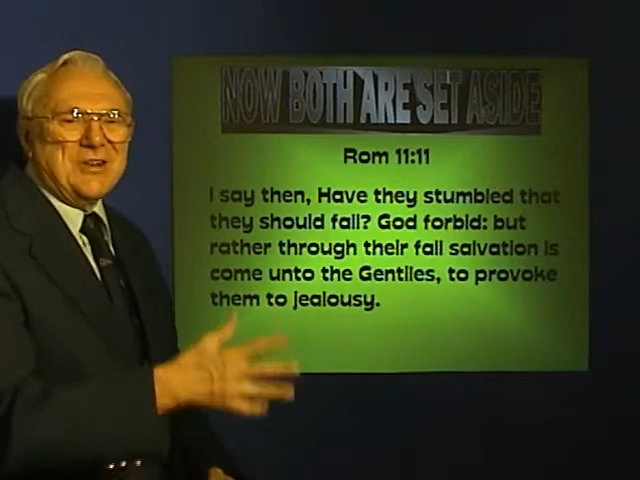 NOW BOTH ARE SET ASIDE
Rom 11:11
I say then, Have they stumbled that
they should fall? God forbid: but
rather through their fall salvation is
come unto the Gentiles, to provoke
them to jealousy.